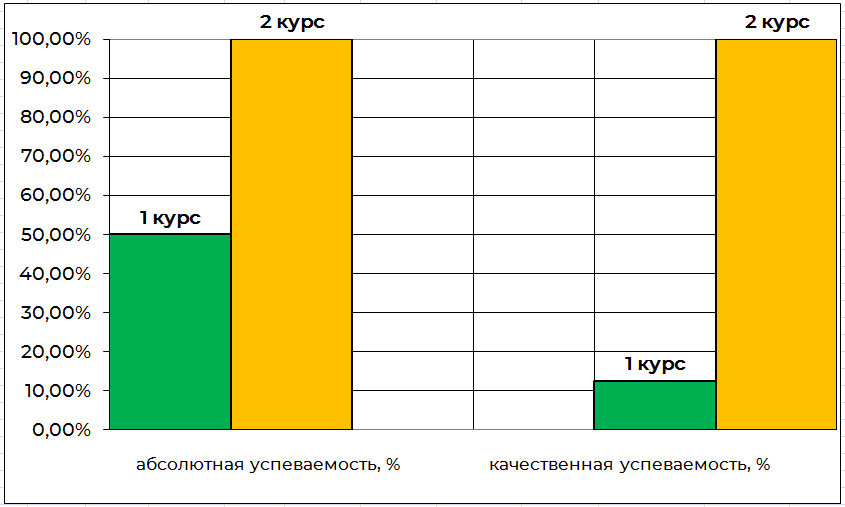 2 курс
2 курс
100,00%
90,00%
80,00%
70,00%
60,00%
1 курс
50,00%
40,00%
30,00%
20,00%
1 курс
10,00%
0,00%
абсолютная успеваемость, %
качественная успеваемость, %